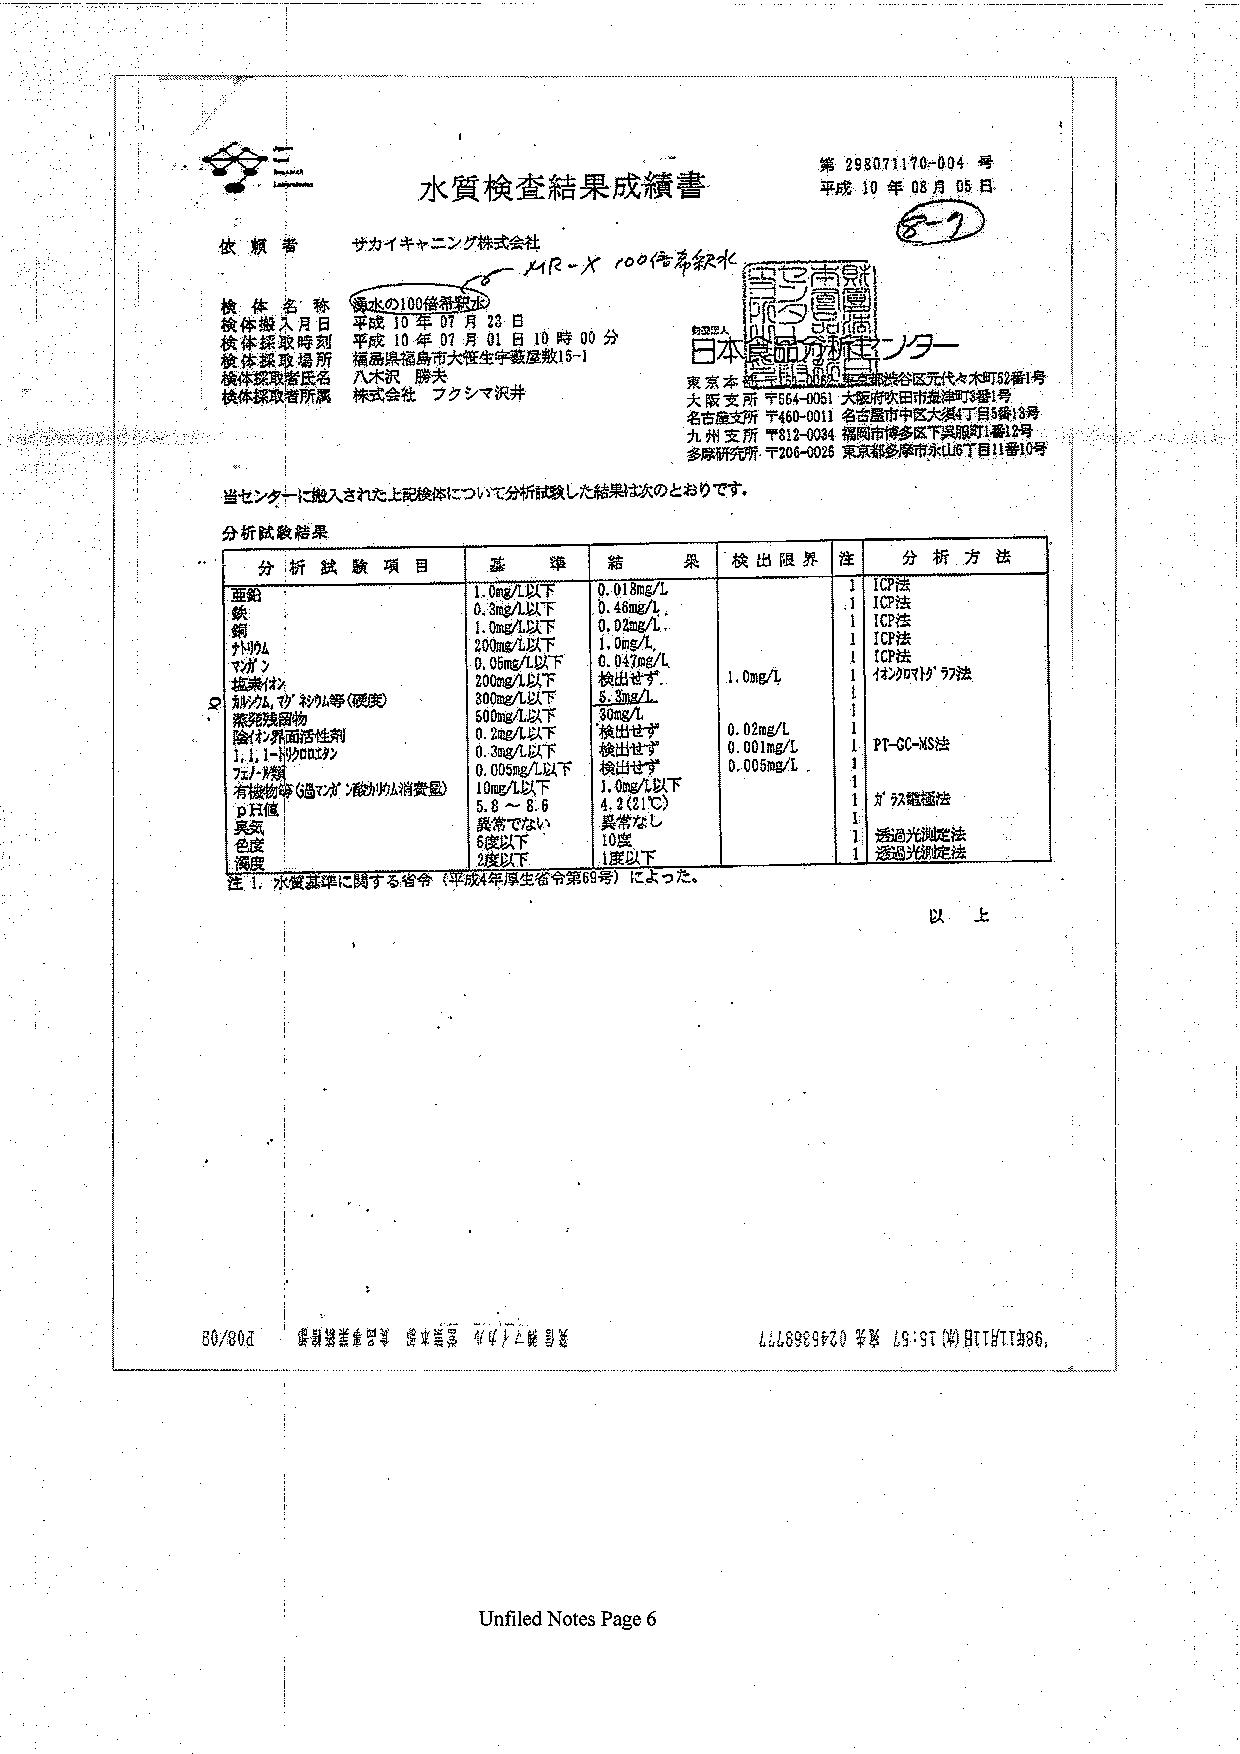 Japan Food Research Laboratories
第 298071170-004 号
平成 10 年 08 月 05 日
水質検査結果成績書
8-7
依頼者 サカイキャニング株式会社
MR-X 100倍希釈水
検体名称 湧水の100倍希釈水
検体搬入月日 平成 10 年 07 月 23 日
検体採取時刻 平成 10 年 07 月 01 日 10 時 00 分
検体採取場所 福島県福島市大笹生字薮屋敷15-1
検体採取者氏名 八木沢 勝夫
検体採取者所属 株式会社 フクシマ沢井
財団法人
日本食品分析センター
東京本部 〒151-0062 東京都渋谷区元代々木町52番1号
大阪支所 〒564-0051 大阪府吹田市豊津町3番1号
名古屋支所 〒460-0011 名古屋市中区大須4丁目5番13号
九州支所 〒812-0034 福岡市博多区下呉服町1番12号
多摩研究所 〒206-0025 東京都多摩市永山6丁目11番10号
当センターに搬入された上記検体について分析試験した結果は次のとおりです。
分析試験結果
分析試験項目 基準 結果 検出限界 注 分析方法
亜鉛 1.0mg/L以下 0.018mg/L 1 ICP法
鉄 0.3mg/L以下 0.46mg/L 1 ICP法
銅 1.0mg/L以下 0.02mg/L 1 ICP法
ナトリウム 200mg/L以下 1.0mg/L 1 ICP法
マンガン 0.05mg/L以下 0.047mg/L 1 ICP法
塩素イオン 200mg/L以下 検出せず 1.0mg/L 1 イオンクロマトグラフ法
カルシウム,マグネシウム等(硬度) 300mg/L以下 5.3mg/L 1
蒸発残留物 500mg/L以下 30mg/L 1
陰イオン界面活性剤 0.2mg/L以下 検出せず 0.02mg/L 1
1,1,1-トリクロロエタン 0.3mg/L以下 検出せず 0.001mg/L 1 PT-GC-MS法
フェノール類 0.005mg/L以下 検出せず 0.005mg/L 1
有機物等(過マンガン酸カリウム消費量) 10mg/L以下 1.0mg/L以下 1
pH値 5.8 ～ 8.6 4.2(21℃) 1 ガラス電極法
臭気 異常でない 異常なし 1
色度 5度以下 10度 1 透過光測定法
濁度 2度以下 1度以下 1 透過光測定法
注 1. 水質基準に関する省令(平成4年厚生省令第69号)によった。
以 上
'98年11月11日(水)15:57 宛先 0245369777 発信 ㈱マイカル 営業本部 食品事業 P08/09
Unfiled Notes Page 6